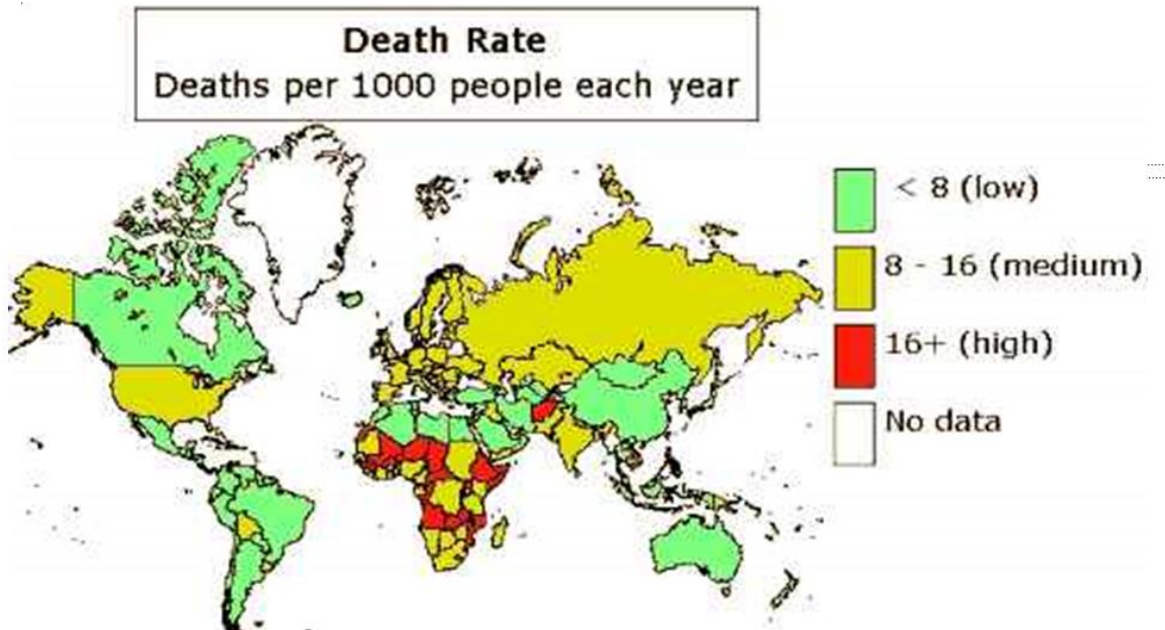 Death Rate
Deaths per 1000 people each year
< 8 (low)
8 - 16 (medium)
16+ (high)
No data